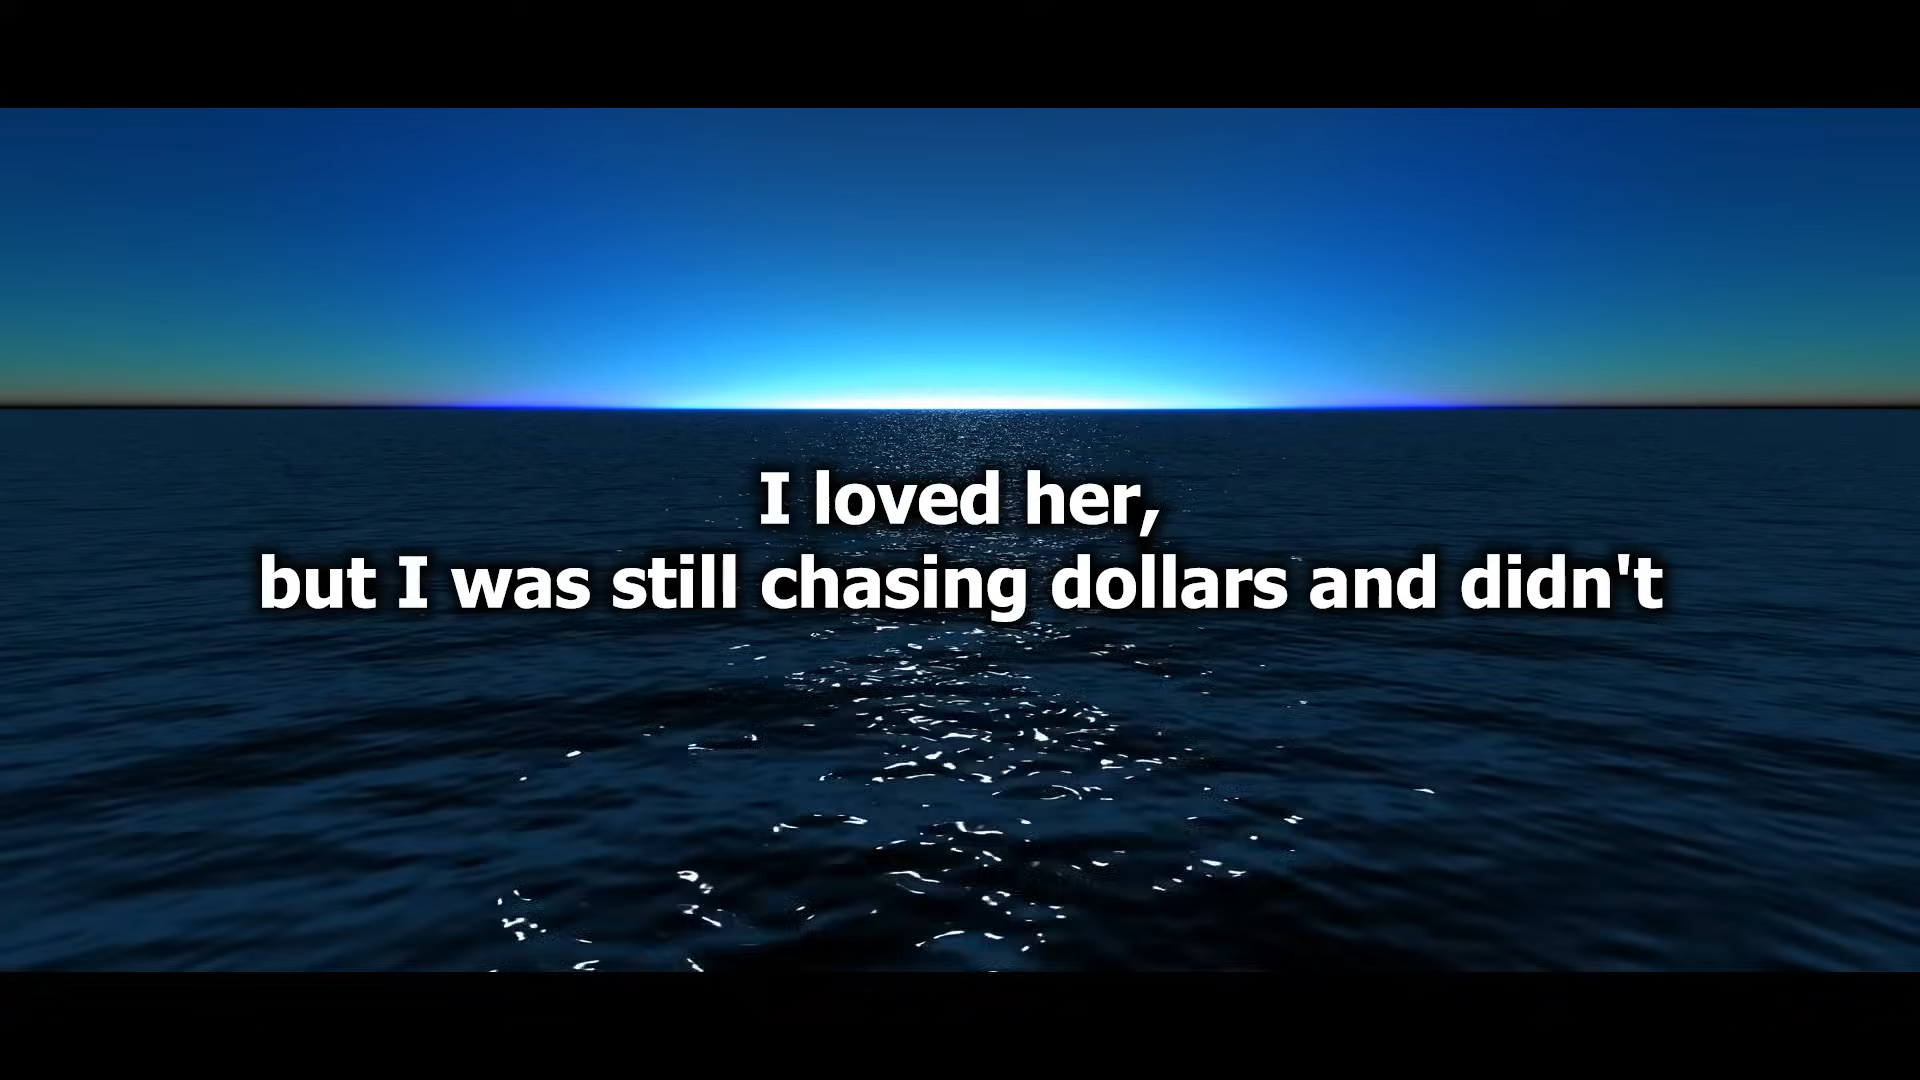 I loved her,
but I was still chasing dollars and didn't